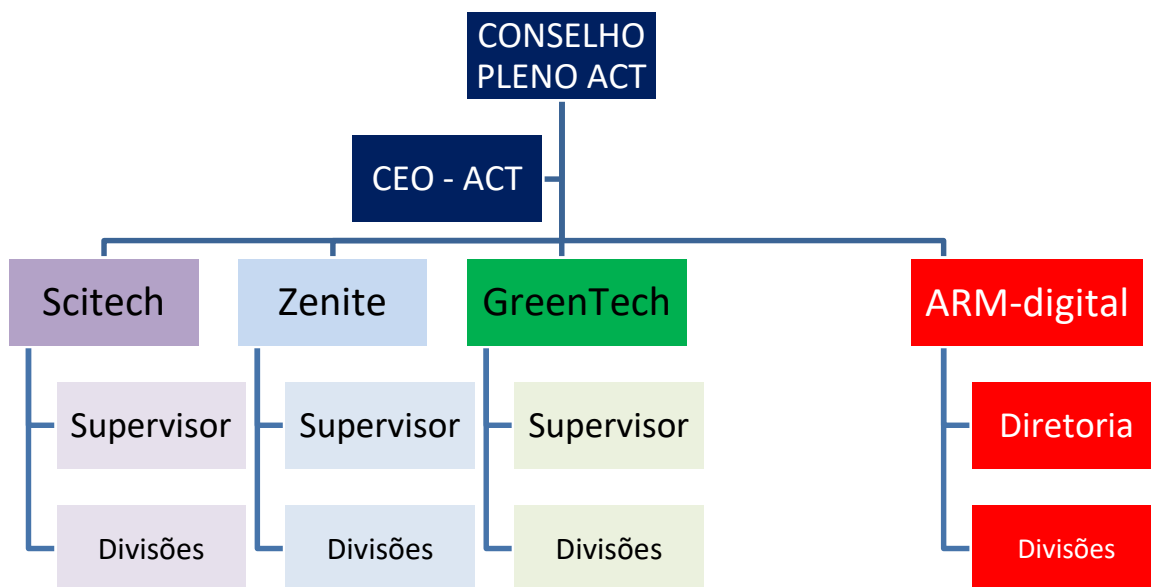 CONSELHO
PLENO ACT
CEO - ACT
Scitech
Zenite
GreenTech
ARM-digital
Supervisor
Supervisor
Supervisor
Diretoria
Divisões
Divisões
Divisões
Divisões